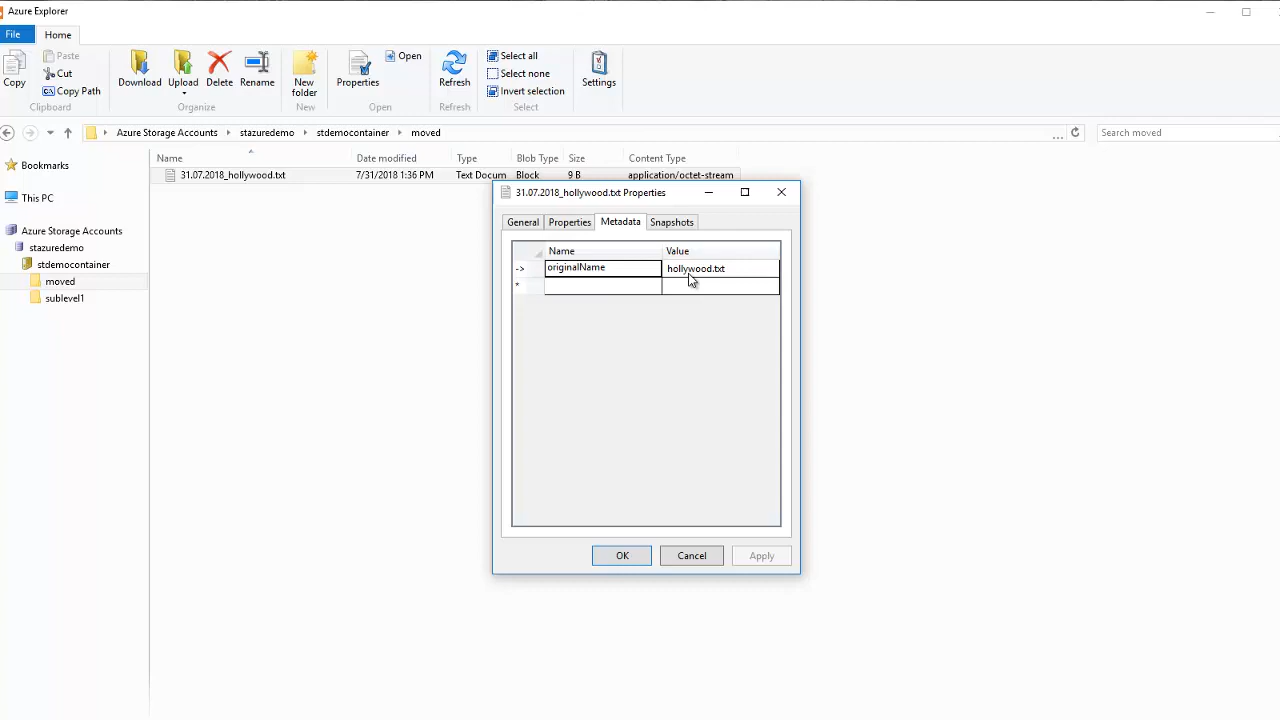 Azure Explorer
File
Home
Copy
Paste
Cut
Copy Path
Clipboard
Download
Upload
Delete
Rename
Organize
New
folder
New
Properties
Open
Open
Refresh
Refresh
Select all
Select none
Invert selection
Select
Settings
Azure Storage Accounts
stazuredemo
stdemocontainer
moved
...
Search moved
Bookmarks
This PC
Azure Storage Accounts
stazuredemo
stdemocontainer
moved
sublevel1
Name Date modified Type Blob Type Size Content Type
31.07.2018_hollywood.txt 7/31/2018 1:36 PM Text Docum Block 9 B application/octet-stream
31.07.2018_hollywood.txt Properties
General Properties Metadata Snapshots
Name Value
-> originalName hollywood.txt
*
OK Cancel Apply